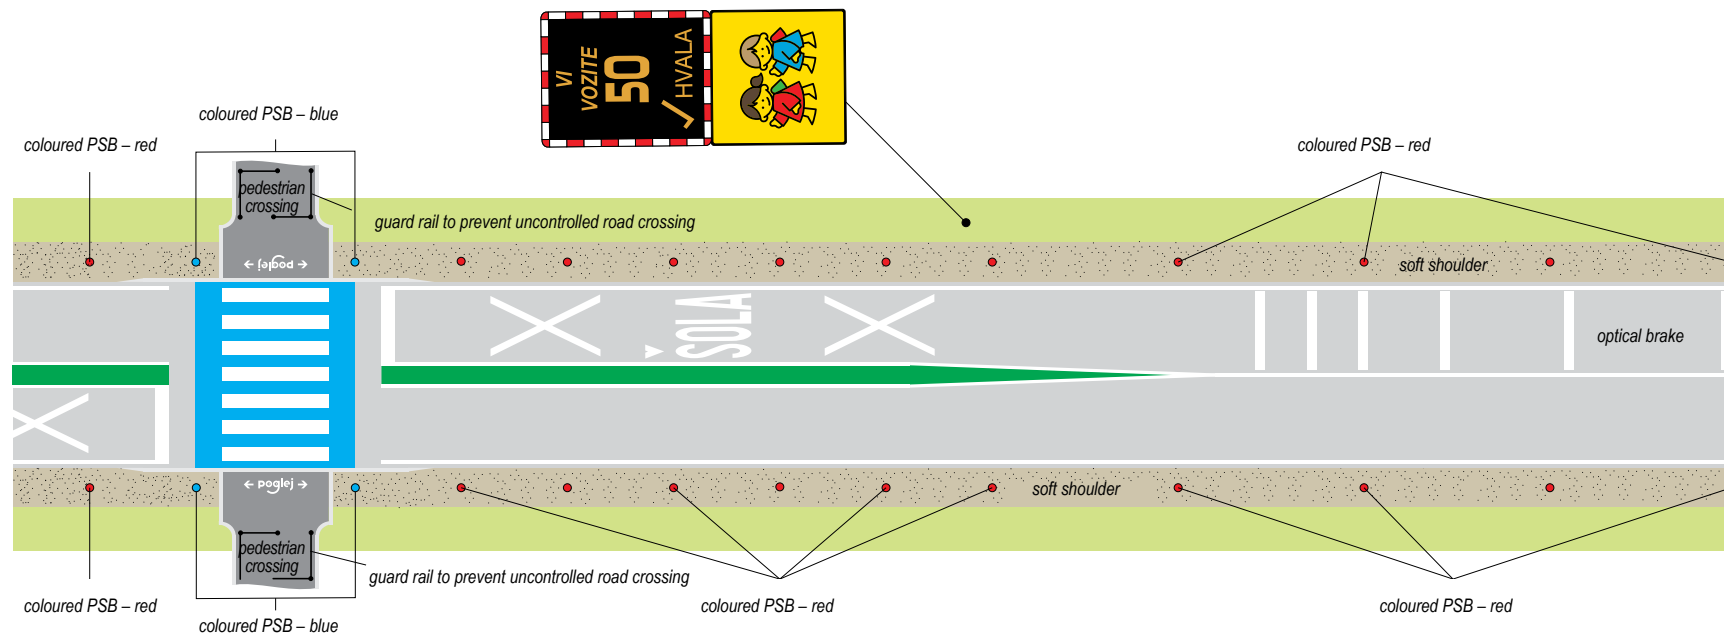 VI
VOZITE
50
HVALA
coloured PSB – blue
coloured PSB – red
coloured PSB – red
pedestrian
crossing
guard rail to prevent uncontrolled road crossing
← poglej →
soft shoulder
ŠOLA
optical brake
← poglej →
soft shoulder
pedestrian
crossing
guard rail to prevent uncontrolled road crossing
coloured PSB – red
coloured PSB – blue
coloured PSB – red
coloured PSB – red